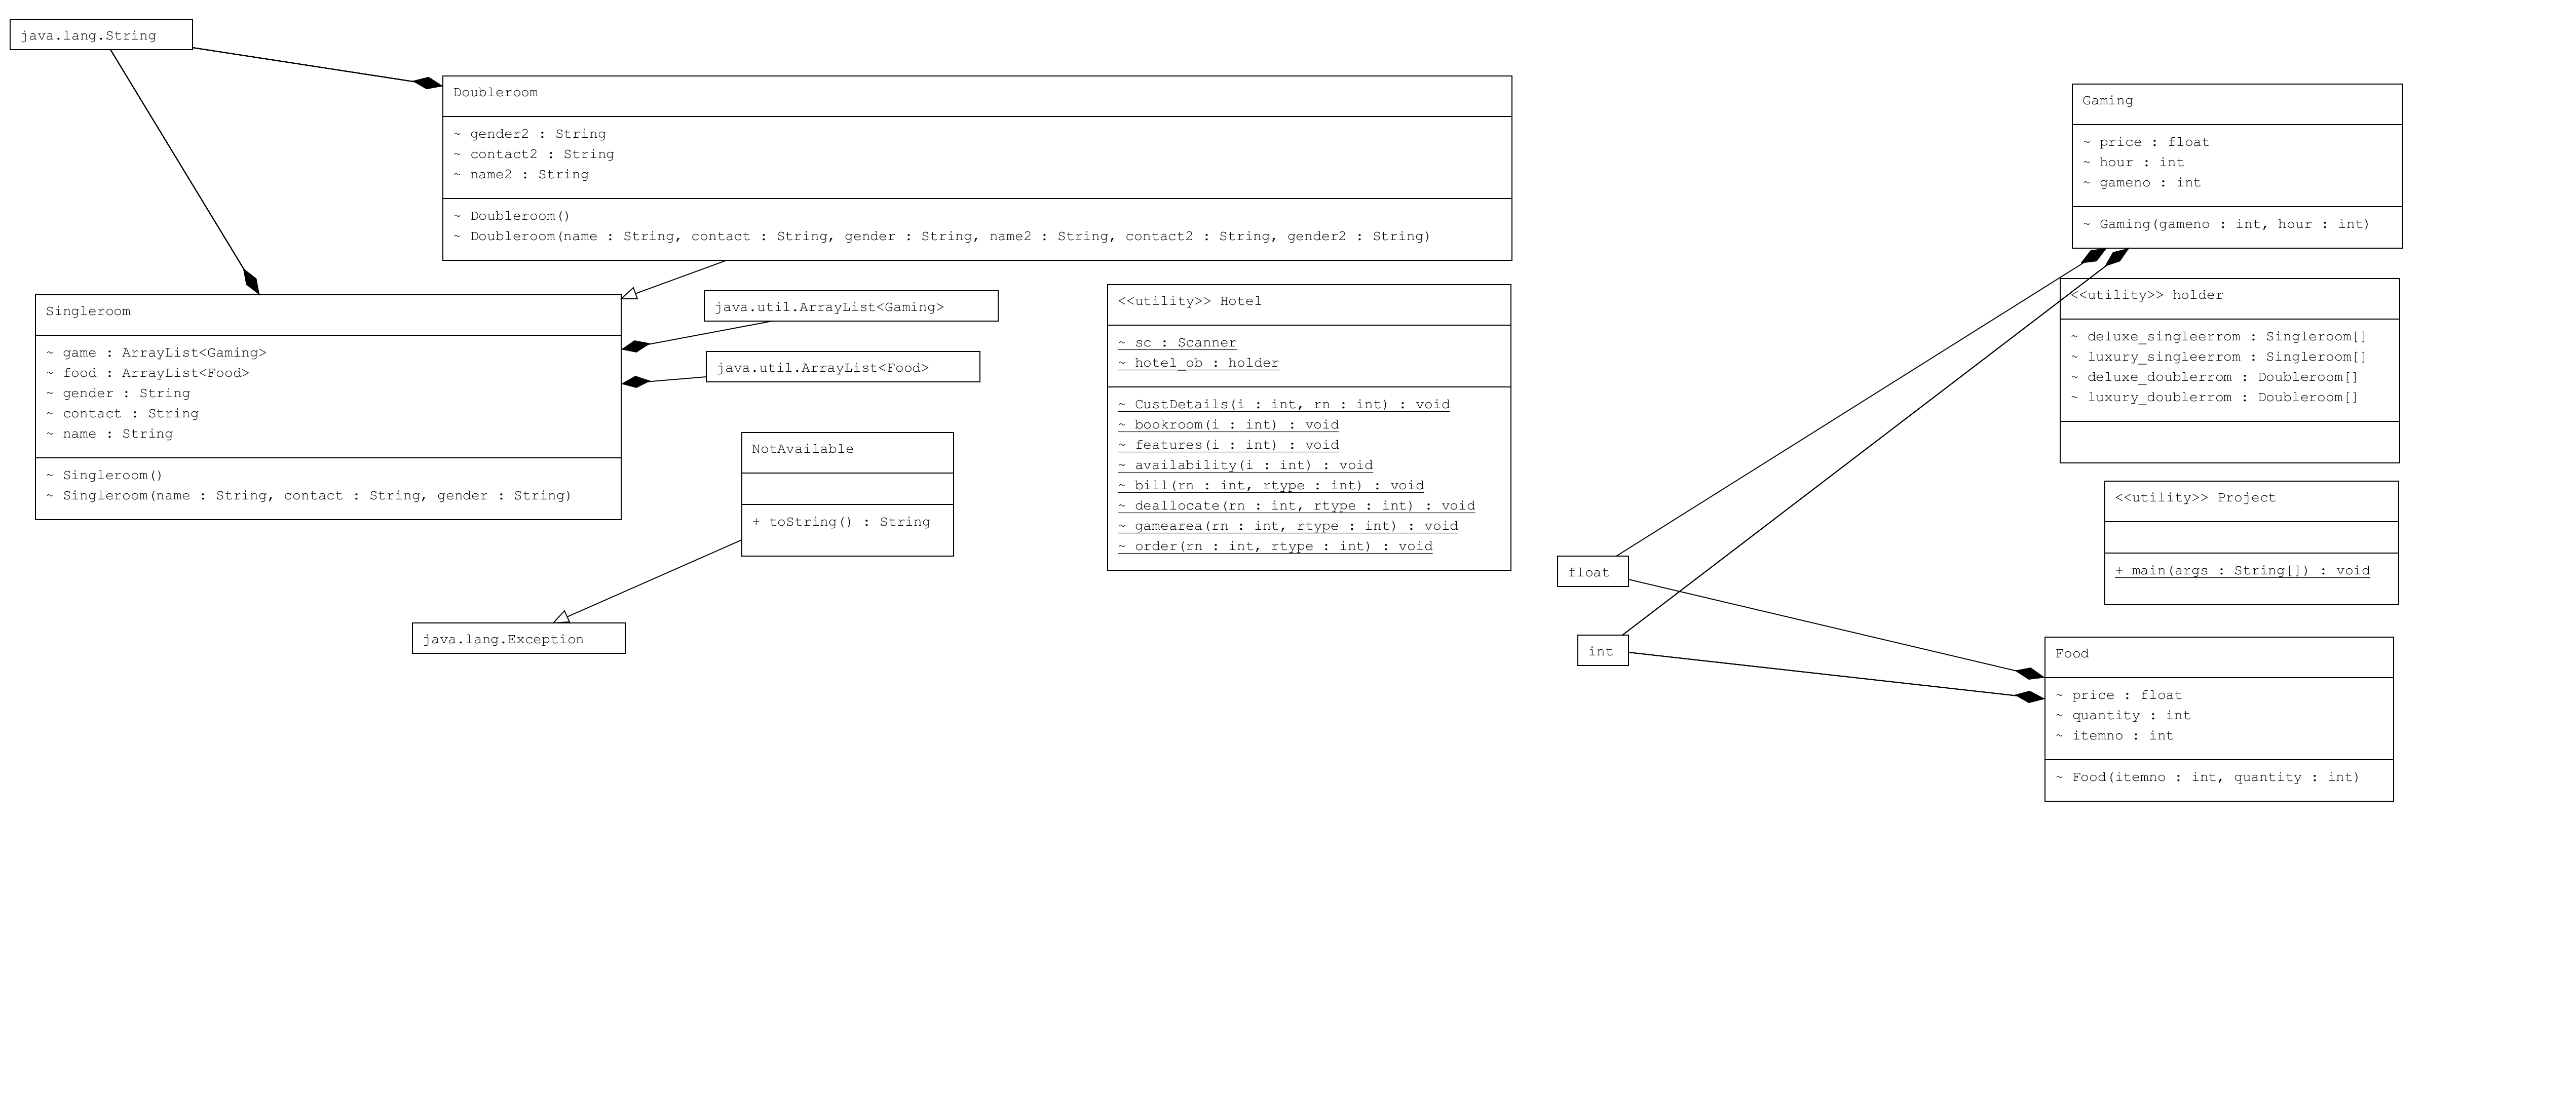 java.lang.String
Doubleroom
~ gender2 : String
~ contact2 : String
~ name2 : String
~ Doubleroom()
~ Doubleroom(name : String, contact : String, gender : String, name2 : String, contact2 : String, gender2 : String)
Singleroom
~ game : ArrayList<Gaming>
~ food : ArrayList<Food>
~ gender : String
~ contact : String
~ name : String
~ Singleroom()
~ Singleroom(name : String, contact : String, gender : String)
java.util.ArrayList<Gaming>
java.util.ArrayList<Food>
NotAvailable
+ toString() : String
java.lang.Exception
<<utility>> Hotel
~ sc : Scanner
~ hotel_ob : holder
~ CustDetails(i : int, rn : int) : void
~ bookroom(i : int) : void
~ features(i : int) : void
~ availability(i : int) : void
~ bill(rn : int, rtype : int) : void
~ deallocate(rn : int, rtype : int) : void
~ gamearea(rn : int, rtype : int) : void
~ order(rn : int, rtype : int) : void
float
int
Gaming
~ price : float
~ hour : int
~ gameno : int
~ Gaming(gameno : int, hour : int)
<<utility>> holder
~ deluxe_singleerrom : Singleroom[]
~ luxury_singleerrom : Singleroom[]
~ deluxe_doublerrom : Doubleroom[]
~ luxury_doublerrom : Doubleroom[]
<<utility>> Project
+ main(args : String[]) : void
Food
~ price : float
~ quantity : int
~ itemno : int
~ Food(itemno : int, quantity : int)